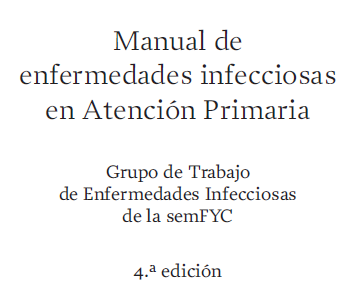 Manual de
enfermedades infecciosas
en Atención Primaria
Grupo de Trabajo
de Enfermedades Infecciosas
de la semFYC
4.ª edición